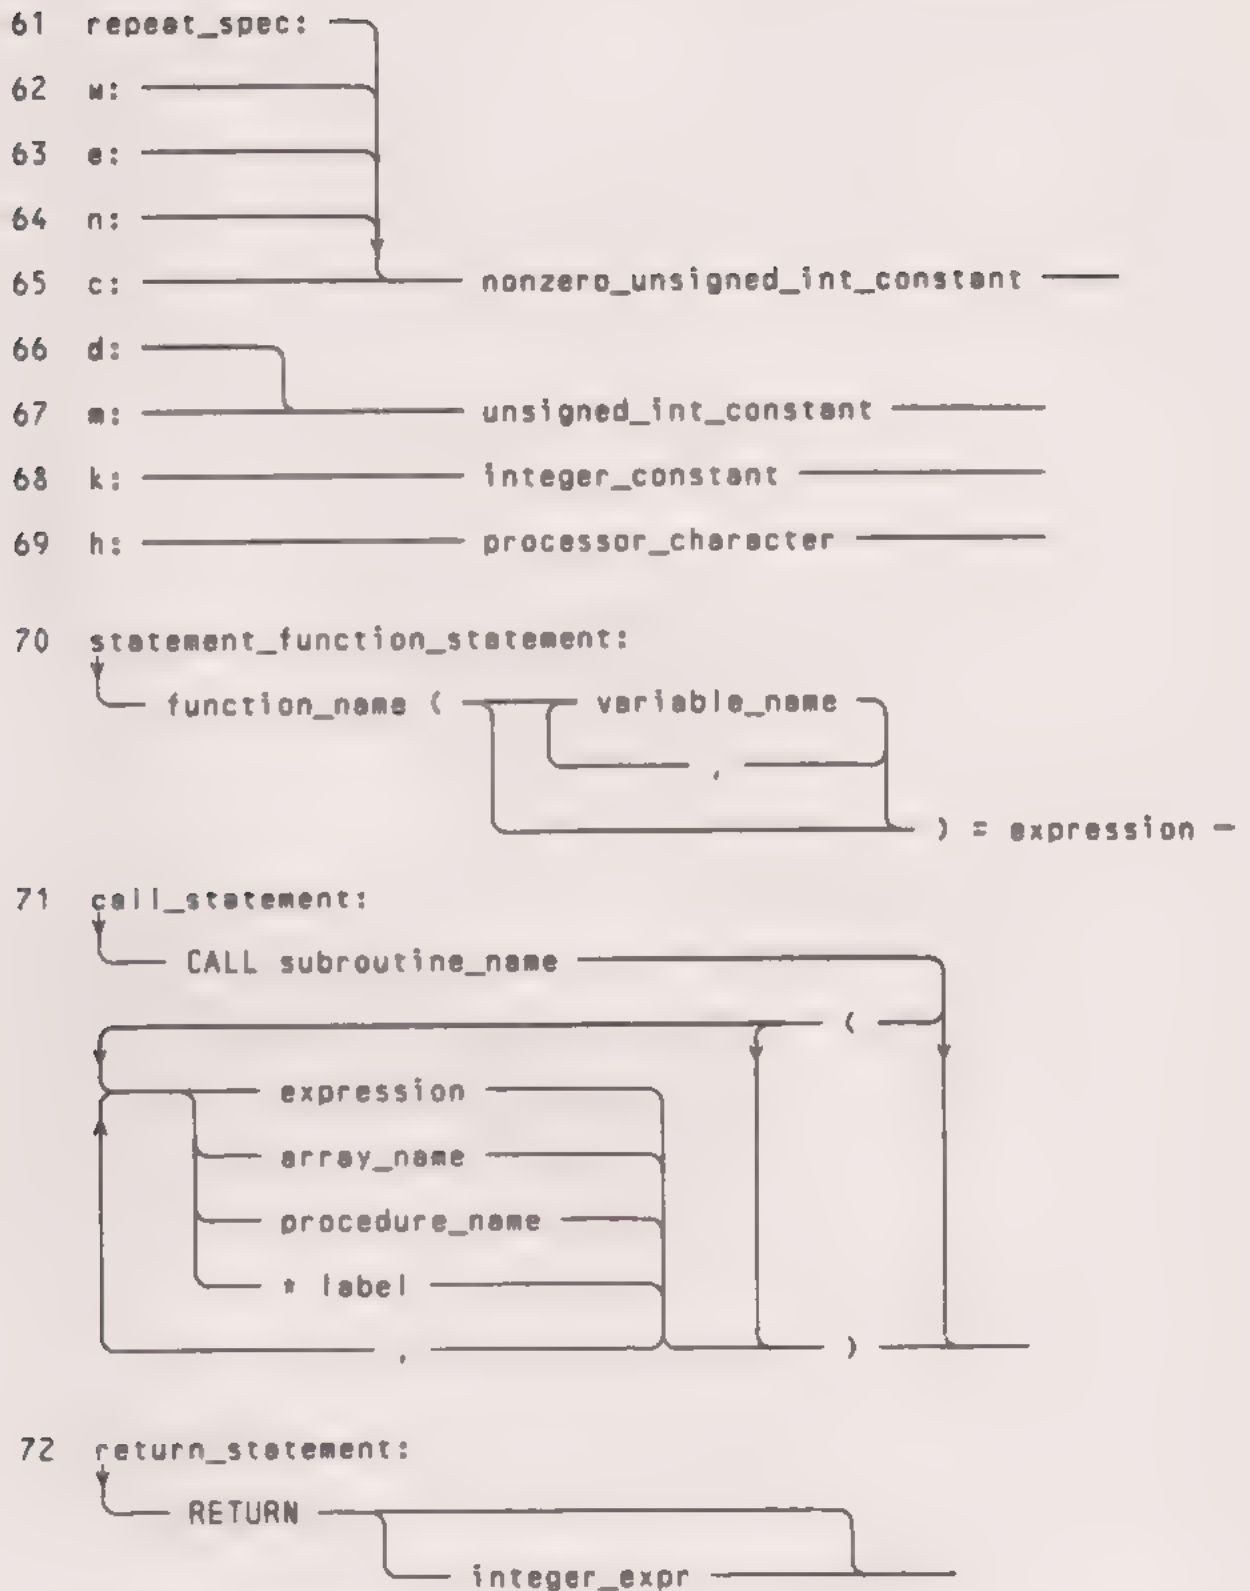 61 repeat_spec:
62 w:
63 e:
64 n:
65 c: nonzero_unsigned_int_constant
66 d:
67 m: unsigned_int_constant
68 k: integer_constant
69 h: processor_character
70 statement_function_statement:
function_name ( variable_name
,
) = expression
71 call_statement:
CALL subroutine_name
(
expression
array_name
procedure_name
* label
, )
72 return_statement:
RETURN
integer_expr